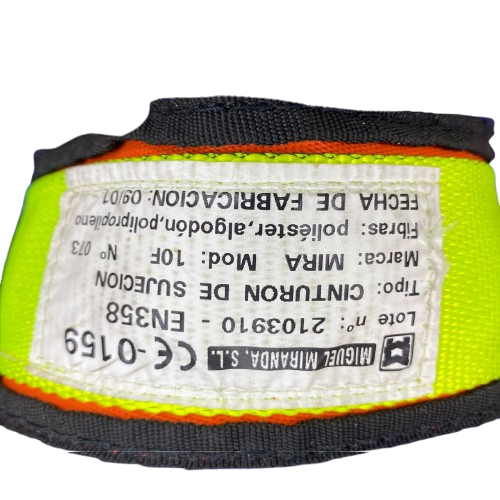 MIGUEL MIRANDA, S.L. CE-0159
Lote nº: 2103910 - EN358
Tipo: CINTURON DE SUJECION
Marca: MIRA Mod: 10F Nº 073
Fibras: poliéster,algodón,polipropileno
FECHA DE FABRICACION: 09/01